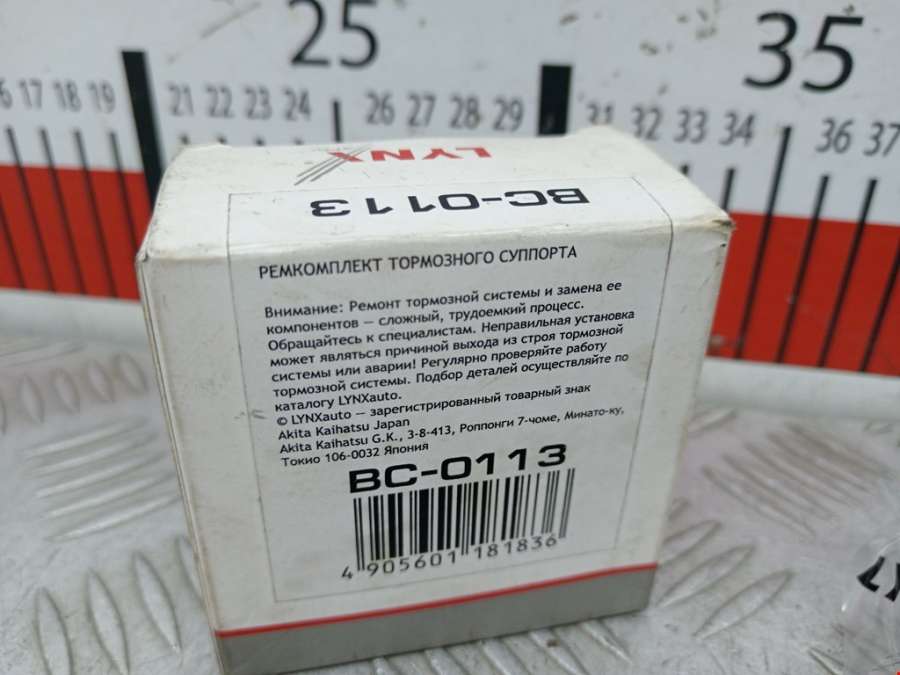 25
35
16 17 18 19 21 22 23 24 26 27 28 29 31 32 33 34 36 37
LYNX
BC-0113
РЕМКОМПЛЕКТ ТОРМОЗНОГО СУППОРТА
Внимание: Ремонт тормозной системы и замена ее
компонентов – сложный, трудоемкий процесс.
Обращайтесь к специалистам. Неправильная установка
может являться причиной выхода из строя тормозной
системы или аварии! Регулярно проверяйте работу
тормозной системы. Подбор деталей осуществляйте по
каталогу LYNXauto.
© LYNXauto – зарегистрированный товарный знак
Akita Kaihatsu Japan
Akita Kaihatsu G.K., 3-8-413, Роппонги 7-чоме, Минато-ку,
Токио 106-0032 Япония
BC-0113
4 905601 181836